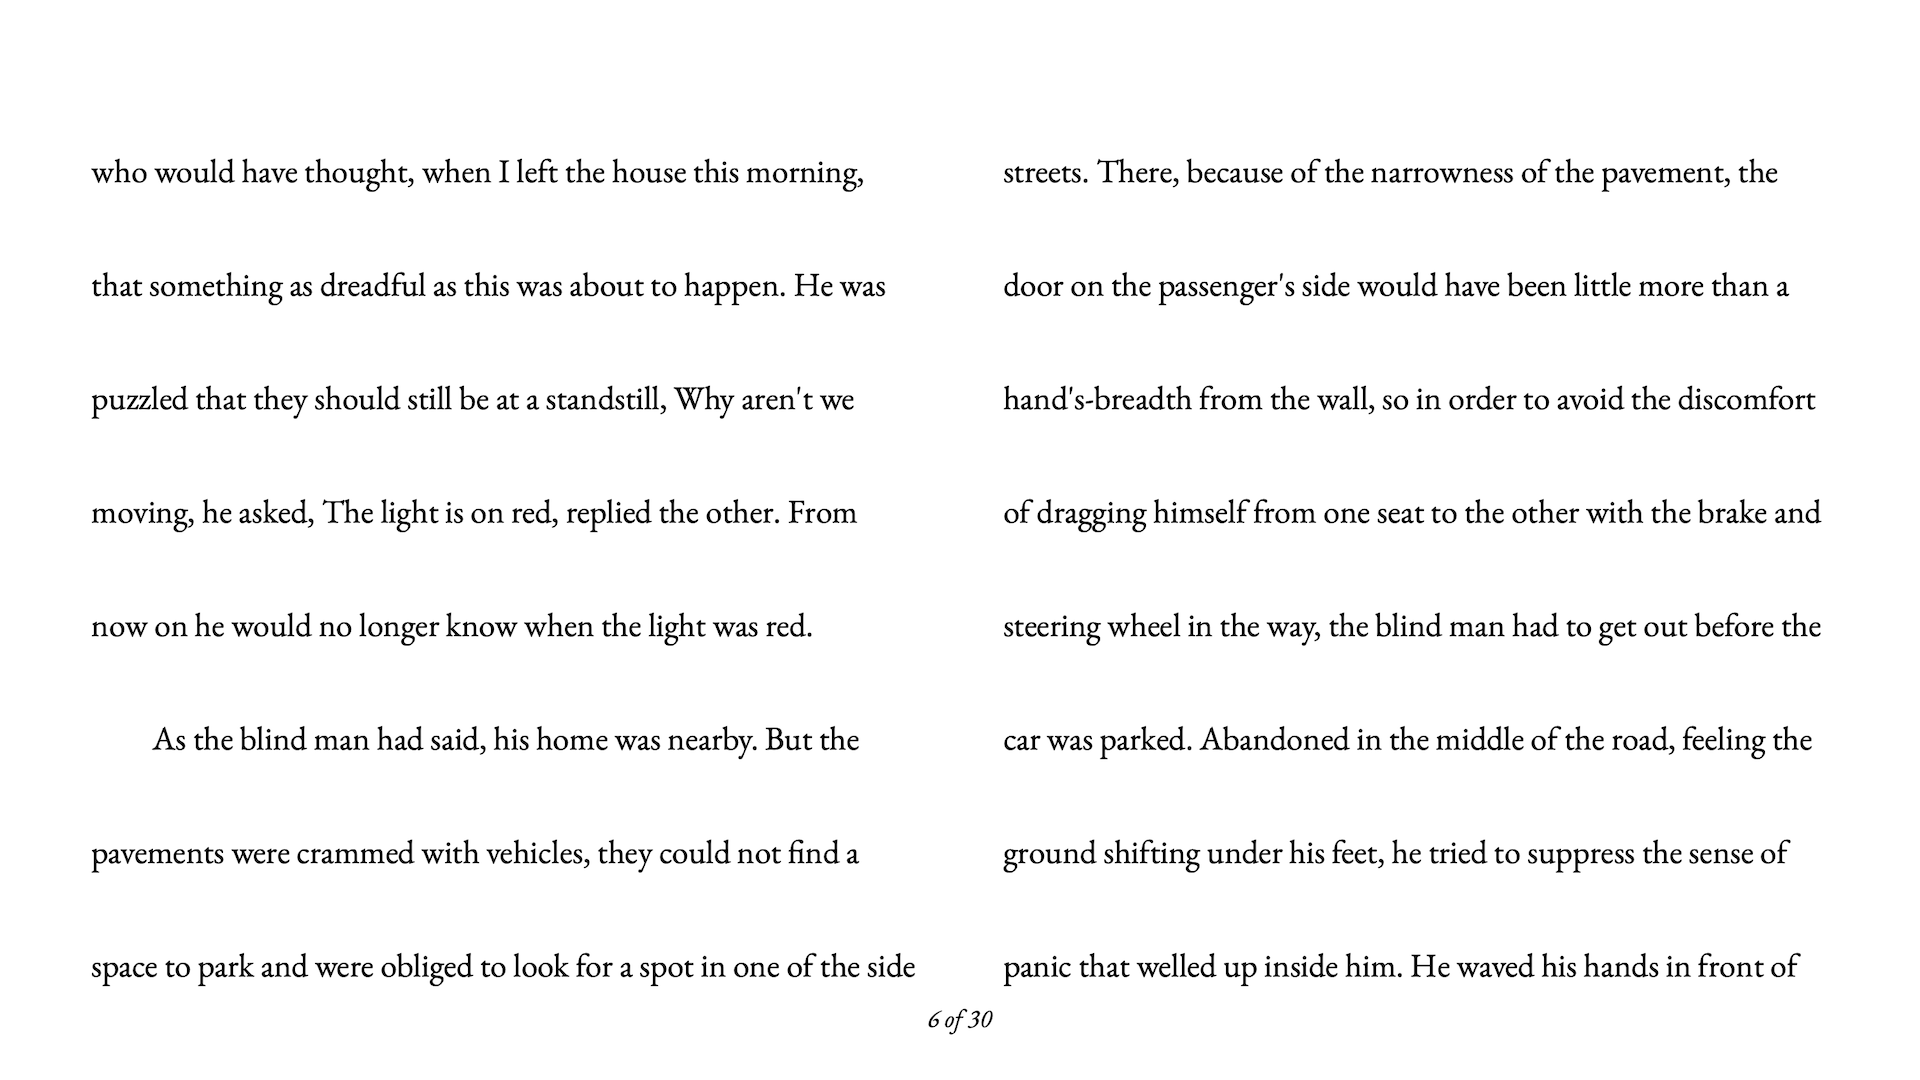 who would have thought, when I left the house this morning,
that something as dreadful as this was about to happen. He was
puzzled that they should still be at a standstill, Why aren't we
moving, he asked, The light is on red, replied the other. From
now on he would no longer know when the light was red.
As the blind man had said, his home was nearby. But the
pavements were crammed with vehicles, they could not find a
space to park and were obliged to look for a spot in one of the side
streets. There, because of the narrowness of the pavement, the
door on the passenger's side would have been little more than a
hand's-breadth from the wall, so in order to avoid the discomfort
of dragging himself from one seat to the other with the brake and
steering wheel in the way, the blind man had to get out before the
car was parked. Abandoned in the middle of the road, feeling the
ground shifting under his feet, he tried to suppress the sense of
panic that welled up inside him. He waved his hands in front of
6 of 30